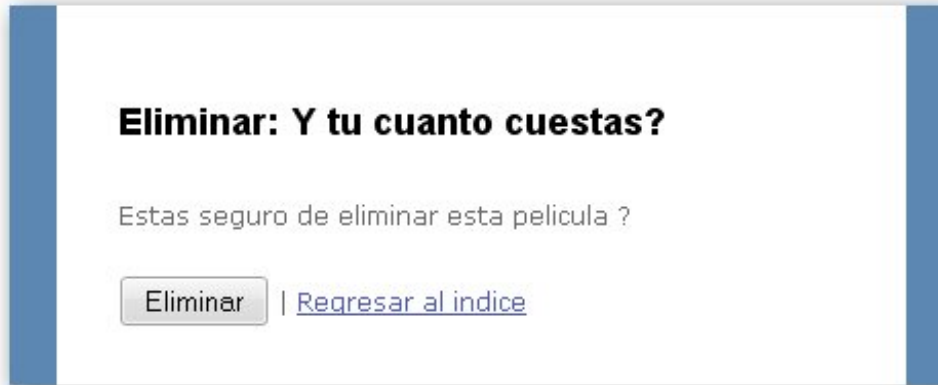 Eliminar: Y tu cuanto cuestas?
Estas seguro de eliminar esta pelicula ?
Eliminar | Regresar al indice